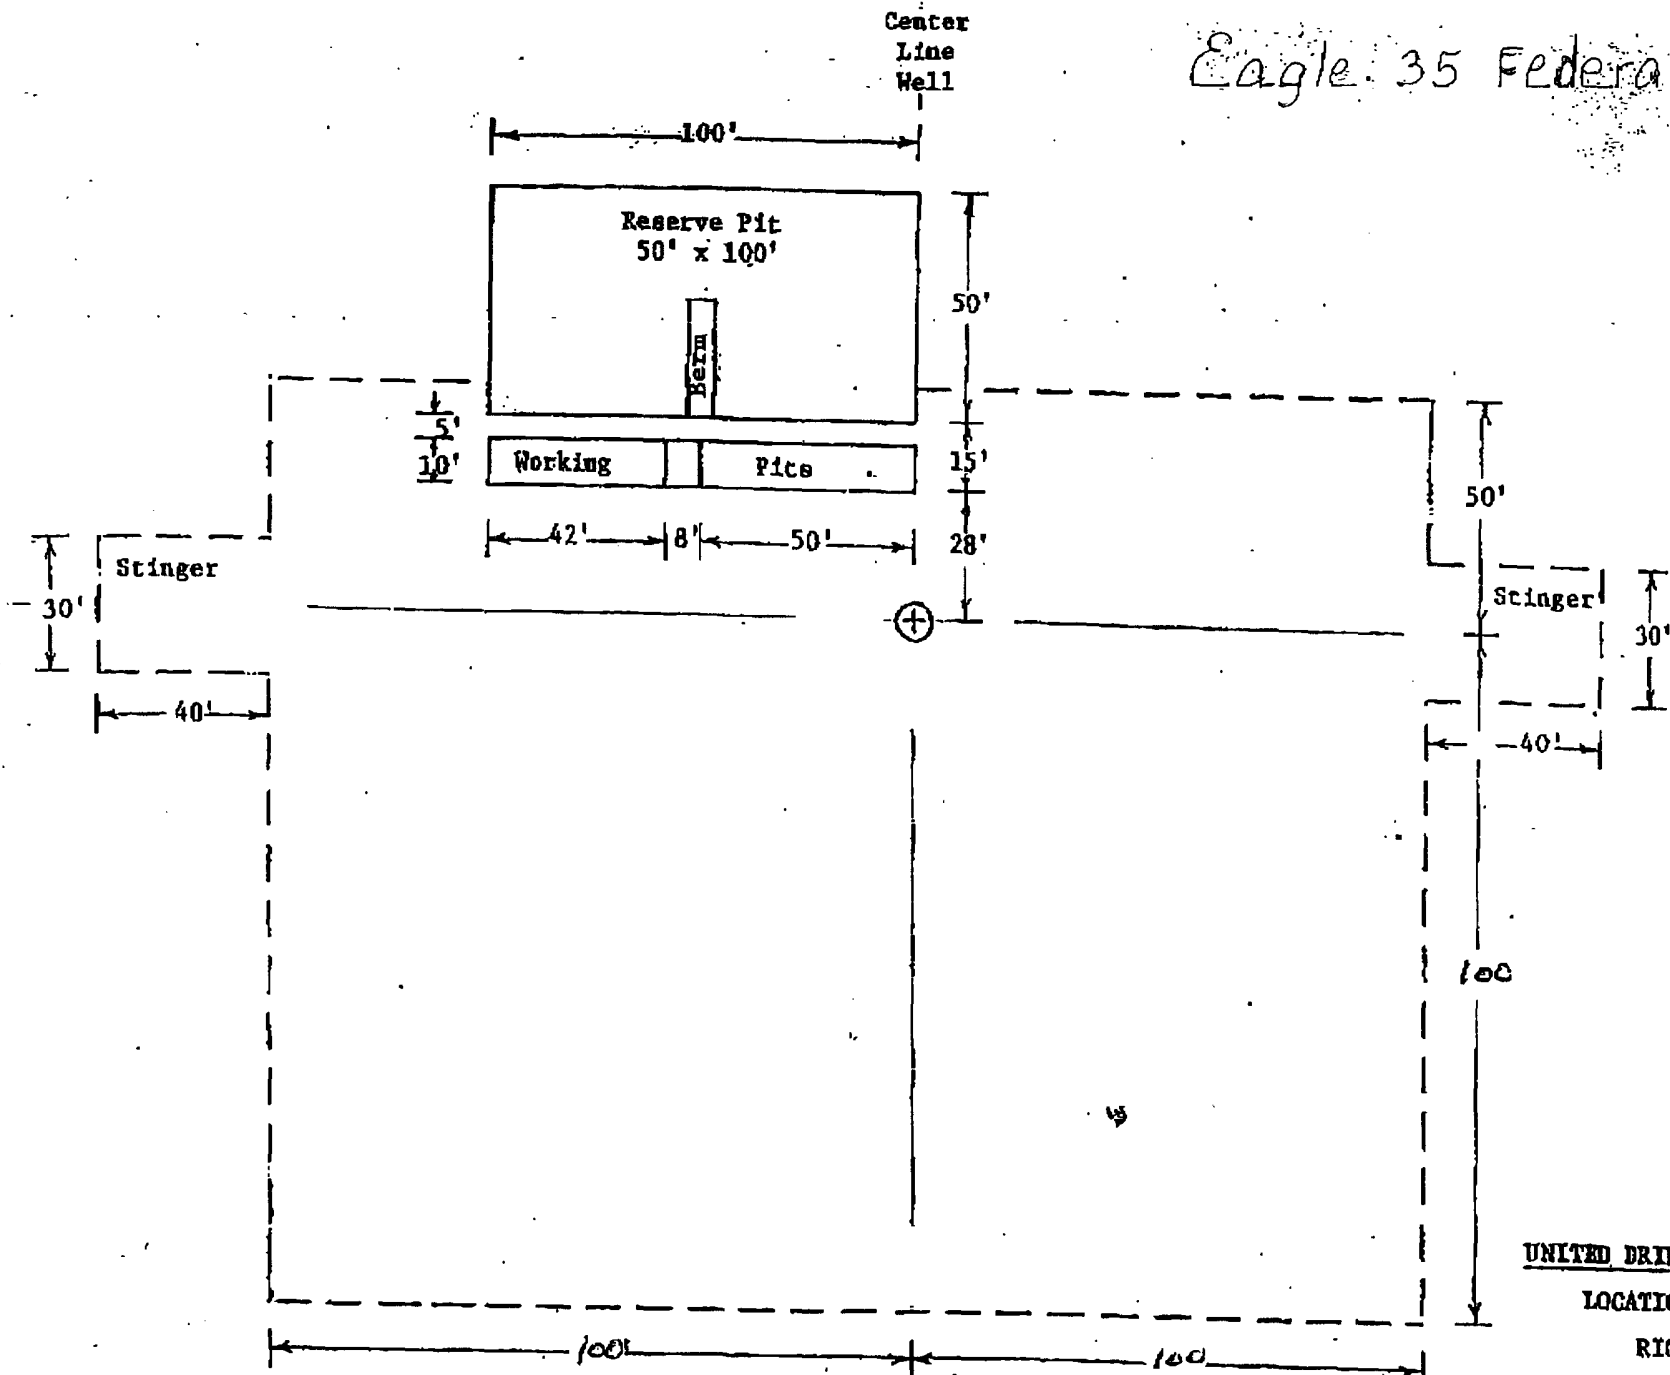 Center
Line
Well
Eagle 35 Federa
100'
Reserve Pit
50' x 100'
50'
Berm
5'
10'
Working
Pits
15'
50'
42'
8'
50'
28'
Stinger
Stinger
30'
30'
40'
40'
100
UNITED DRI
LOCATIO
RIG
100'
100